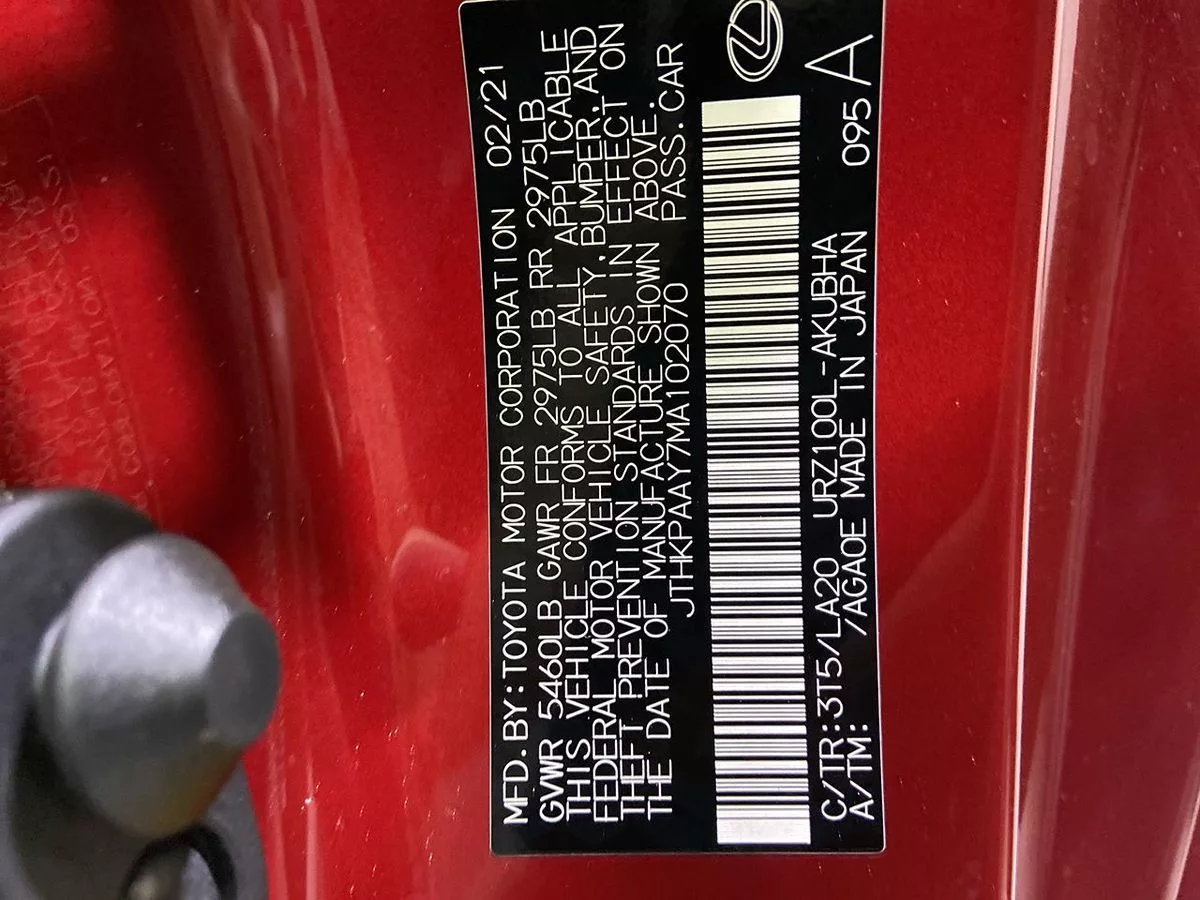 MFD.BY:TOYOTA MOTOR CORPORATION 02/21
GVWR 5460LB GAWR FR 2975LB RR 2975LB
THIS VEHICLE CONFORMS TO ALL APPLICABLE
FEDERAL MOTOR VEHICLE SAFETY,BUMPER,AND
THEFT PREVENTION STANDARDS IN EFFECT ON
THE DATE OF MANUFACTURE SHOWN ABOVE.
JTHKPAAY7MA102070 PASS.CAR
C/TR:3T5/LA20 URZ100L-AKUBHA
A/TM: /AGA0E MADE IN JAPAN 095 A